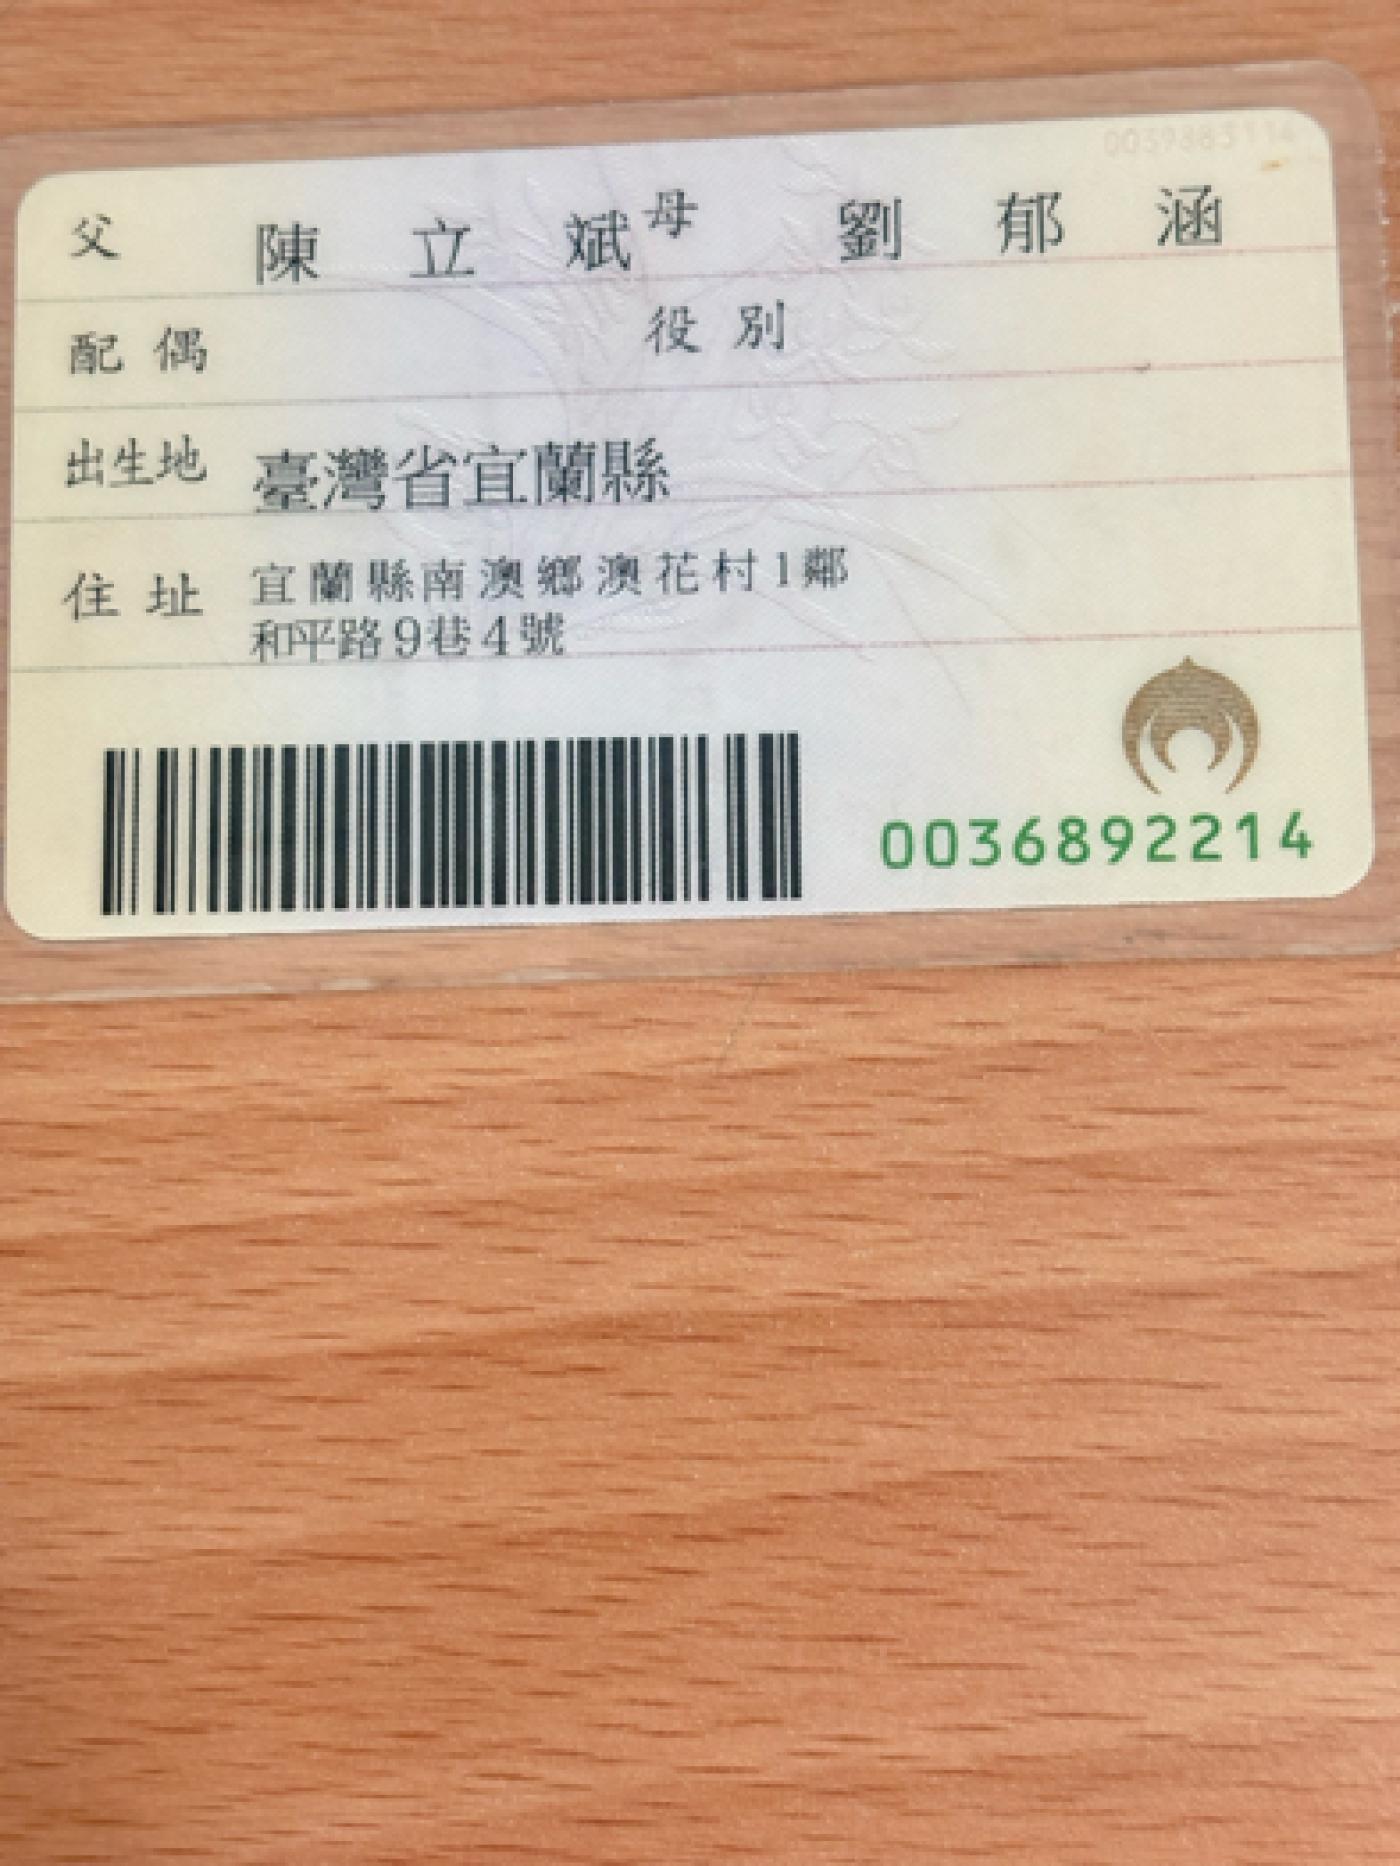 0039883114
父 陳立斌 母 劉郁涵
配偶 役別
出生地 臺灣省宜蘭縣
住址 宜蘭縣南澳鄉澳花村1鄰
和平路9巷4號
0036892214